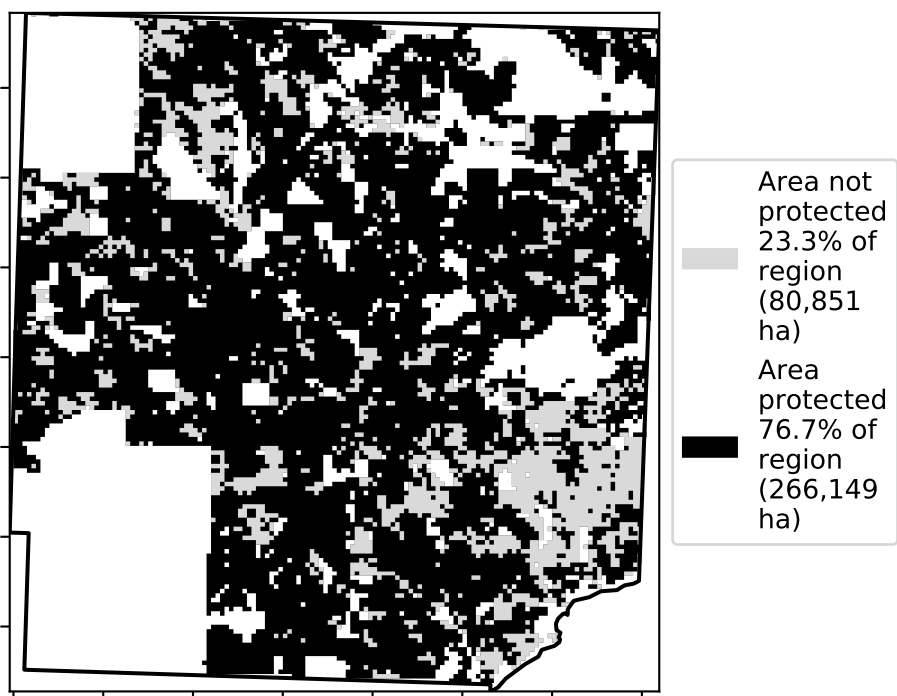 Area not
protected
23.3% of
region
(80,851
ha)
Area
protected
76.7% of
region
(266,149
ha)